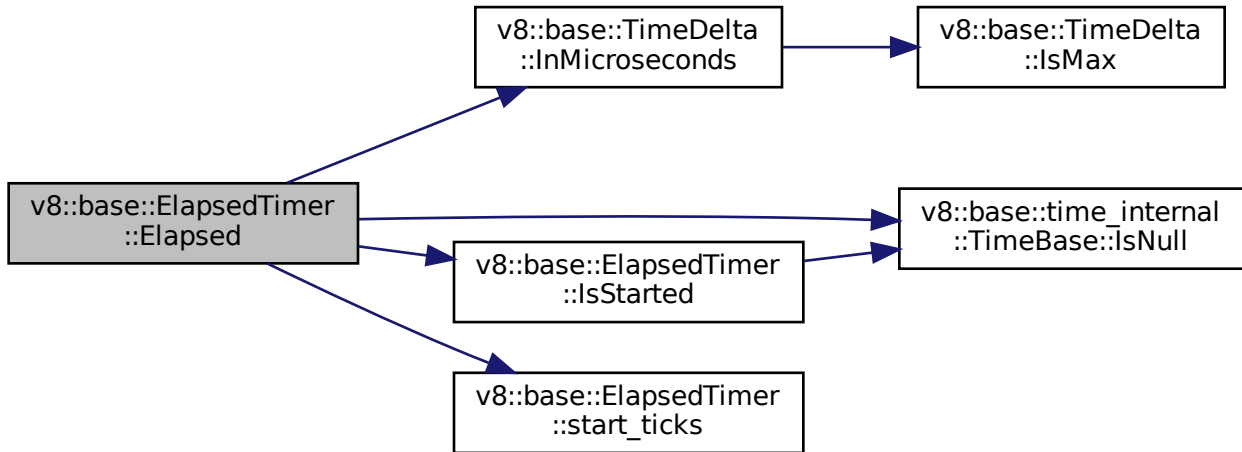 v8::base::TimeDelta
::InMicroseconds
v8::base::TimeDelta
::IsMax
v8::base::ElapsedTimer
::Elapsed
v8::base::time_internal
::TimeBase::IsNull
v8::base::ElapsedTimer
::IsStarted
v8::base::ElapsedTimer
::start_ticks